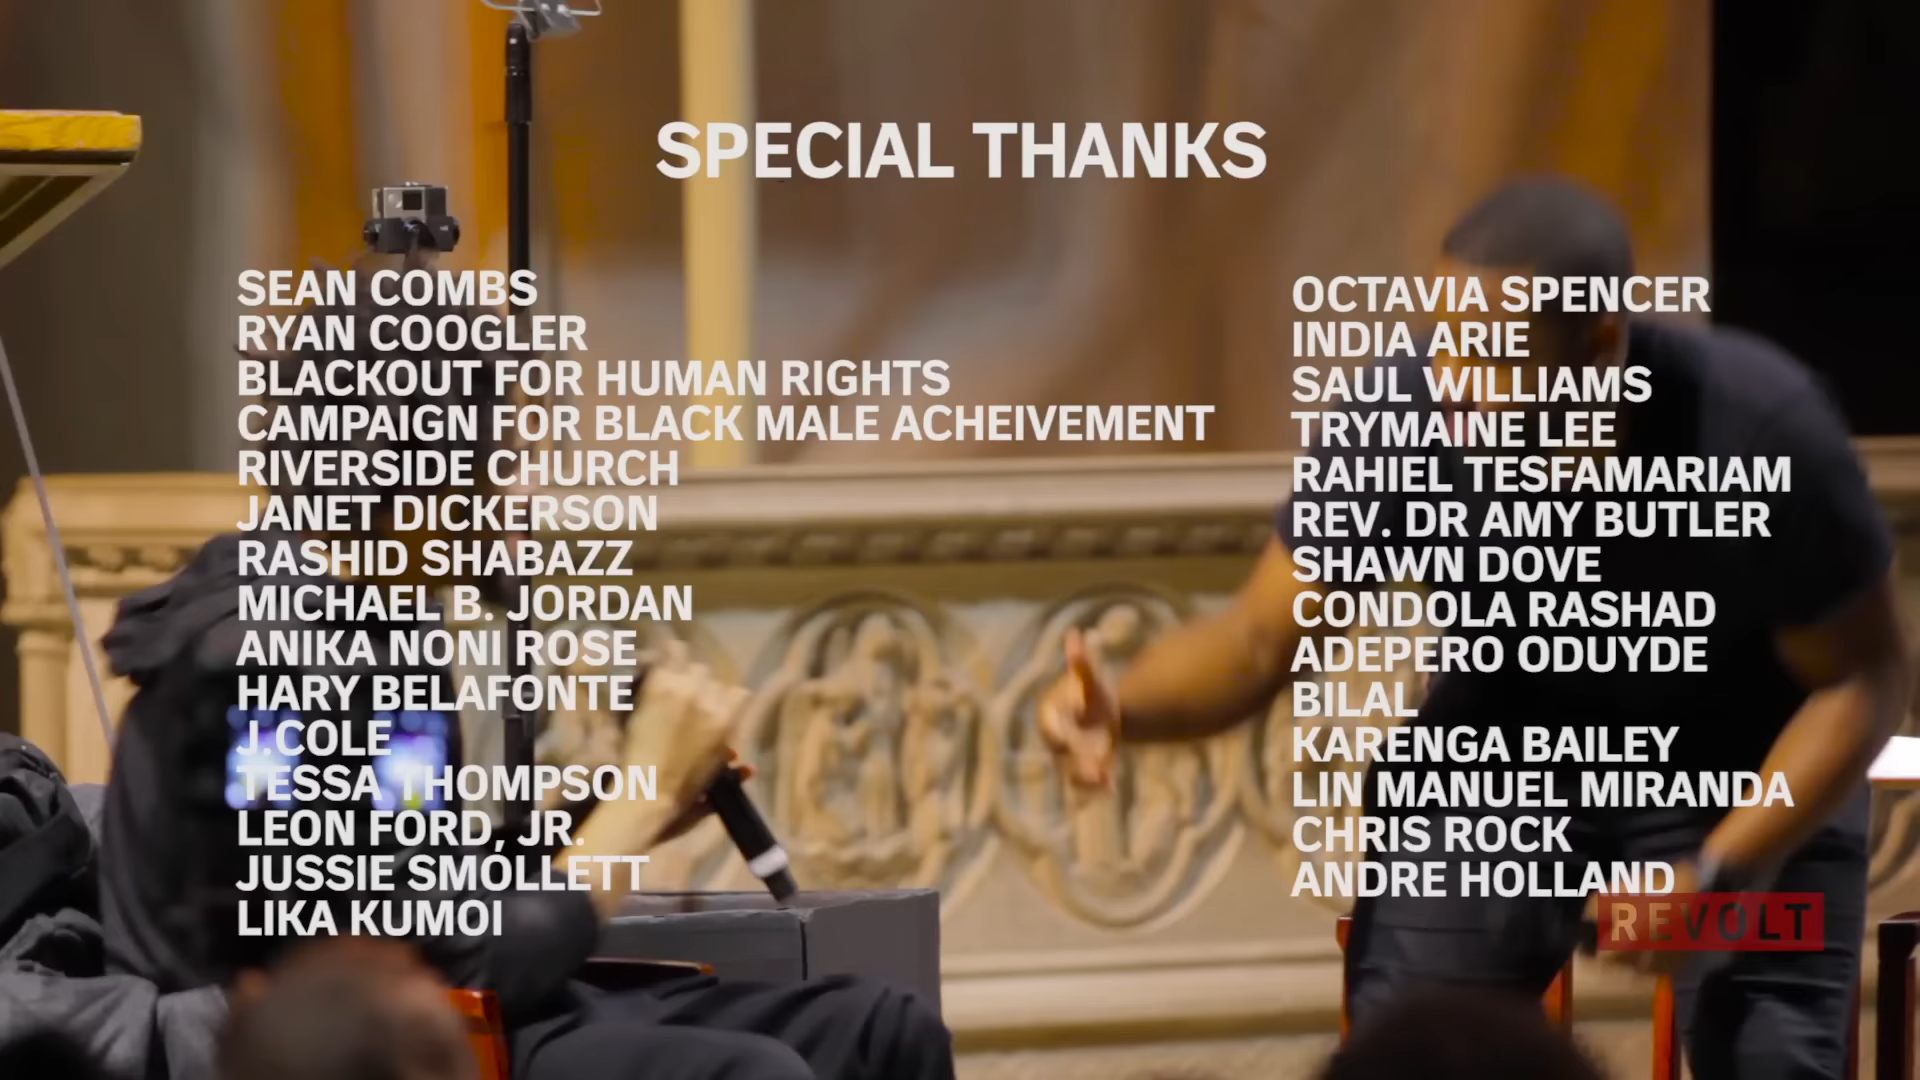 SPECIAL THANKS
SEAN COMBS
RYAN COOGLER
BLACKOUT FOR HUMAN RIGHTS
CAMPAIGN FOR BLACK MALE ACHEIVEMENT
RIVERSIDE CHURCH
JANET DICKERSON
RASHID SHABAZZ
MICHAEL B. JORDAN
ANIKA NONI ROSE
HARY BELAFONTE
J.COLE
TESSA THOMPSON
LEON FORD, JR.
JUSSIE SMOLLETT
LIKA KUMOI
OCTAVIA SPENCER
INDIA ARIE
SAUL WILLIAMS
TRYMAINE LEE
RAHIEL TESFAMARIAM
REV. DR AMY BUTLER
SHAWN DOVE
CONDOLA RASHAD
ADEPERO ODUYDE
BILAL
KARENGA BAILEY
LIN MANUEL MIRANDA
CHRIS ROCK
ANDRE HOLLAND
REVOLT